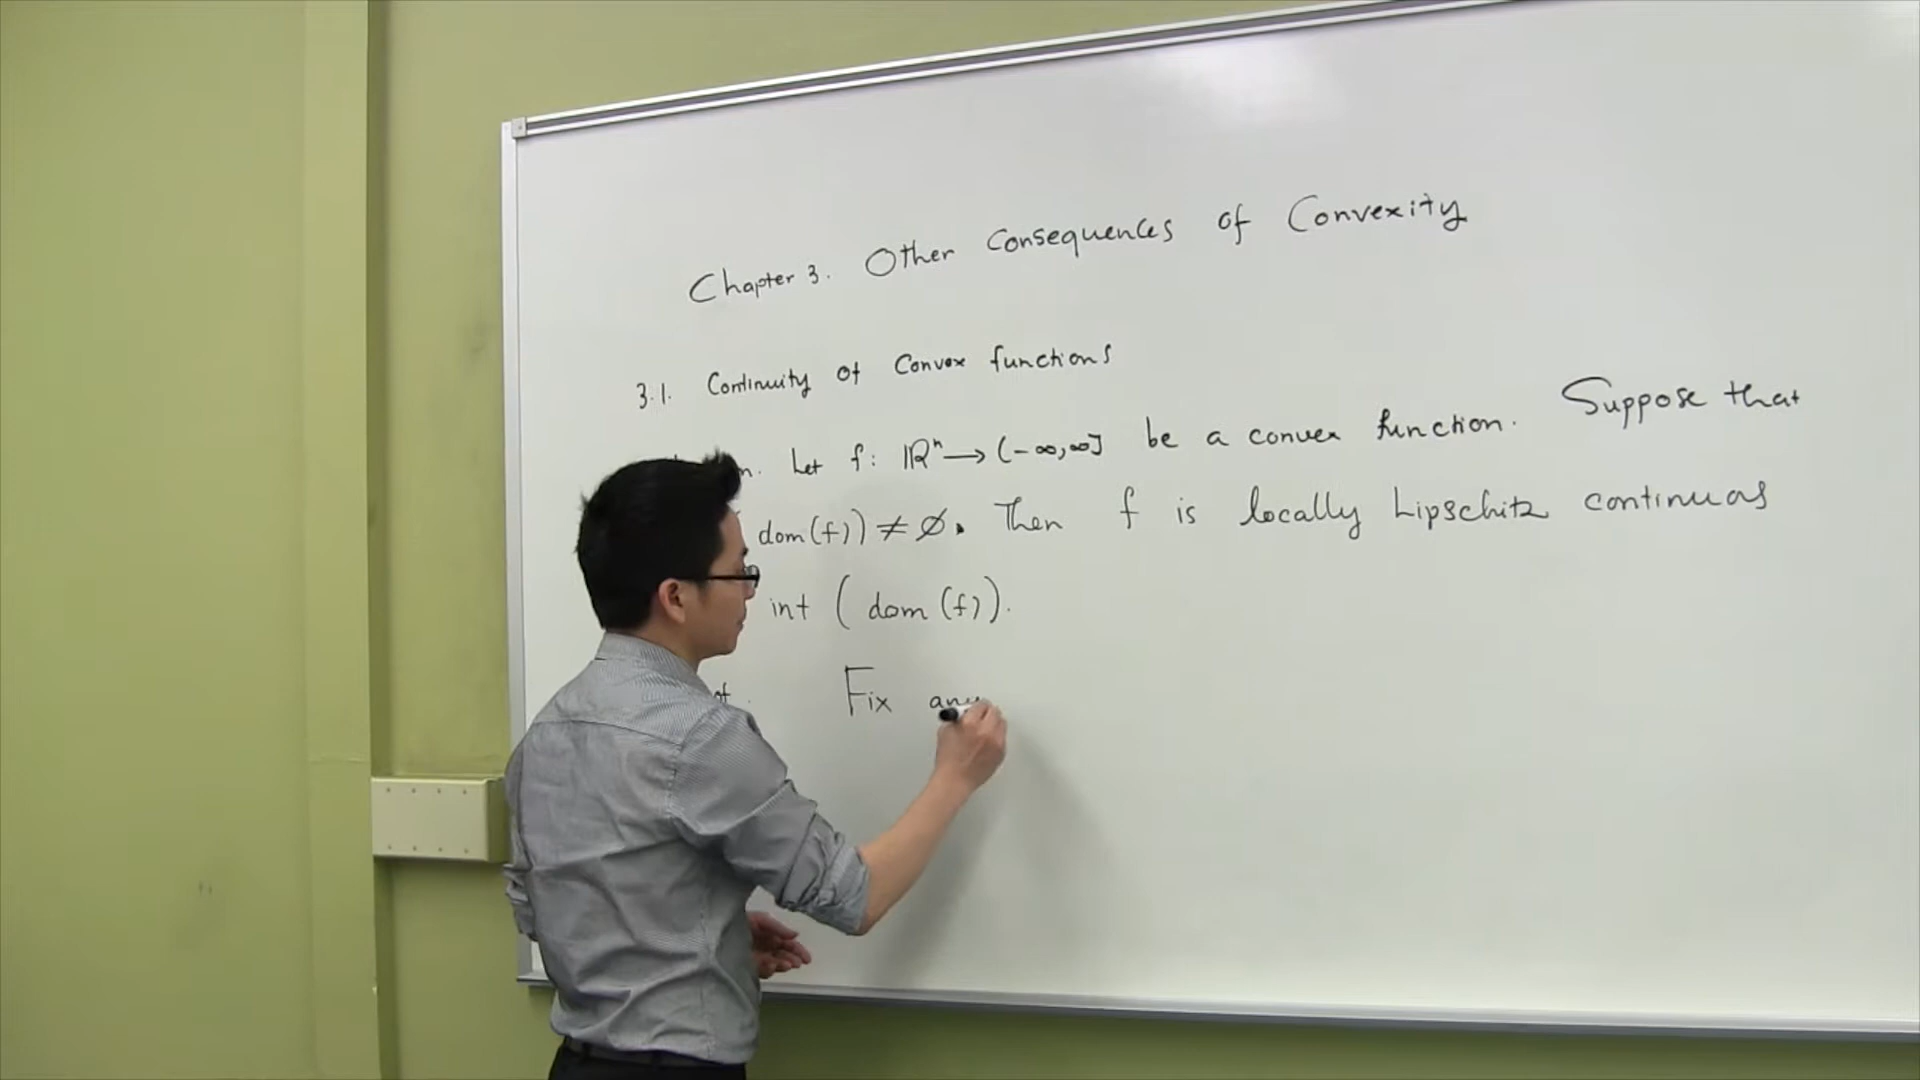 Chapter 3. Other Consequences of Convexity
3.1. Continuity of Convex functions
Let f: ℝⁿ → (-∞,∞] be a convex function. Suppose that
dom(f)) ≠ ∅. Then f is locally Lipschitz continuous
int (dom (f)).
Fix any